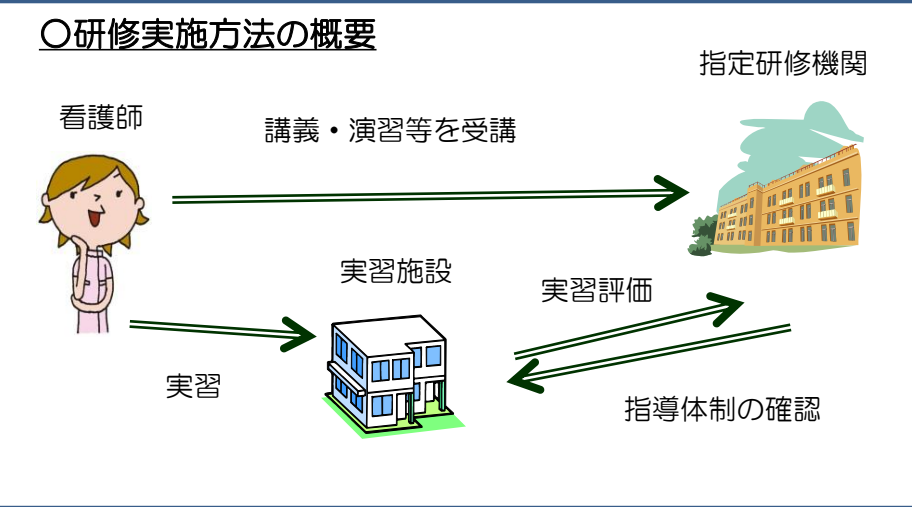 〇研修実施方法の概要
指定研修機関
看護師
講義・演習等を受講
実習施設
実習評価
実習
指導体制の確認